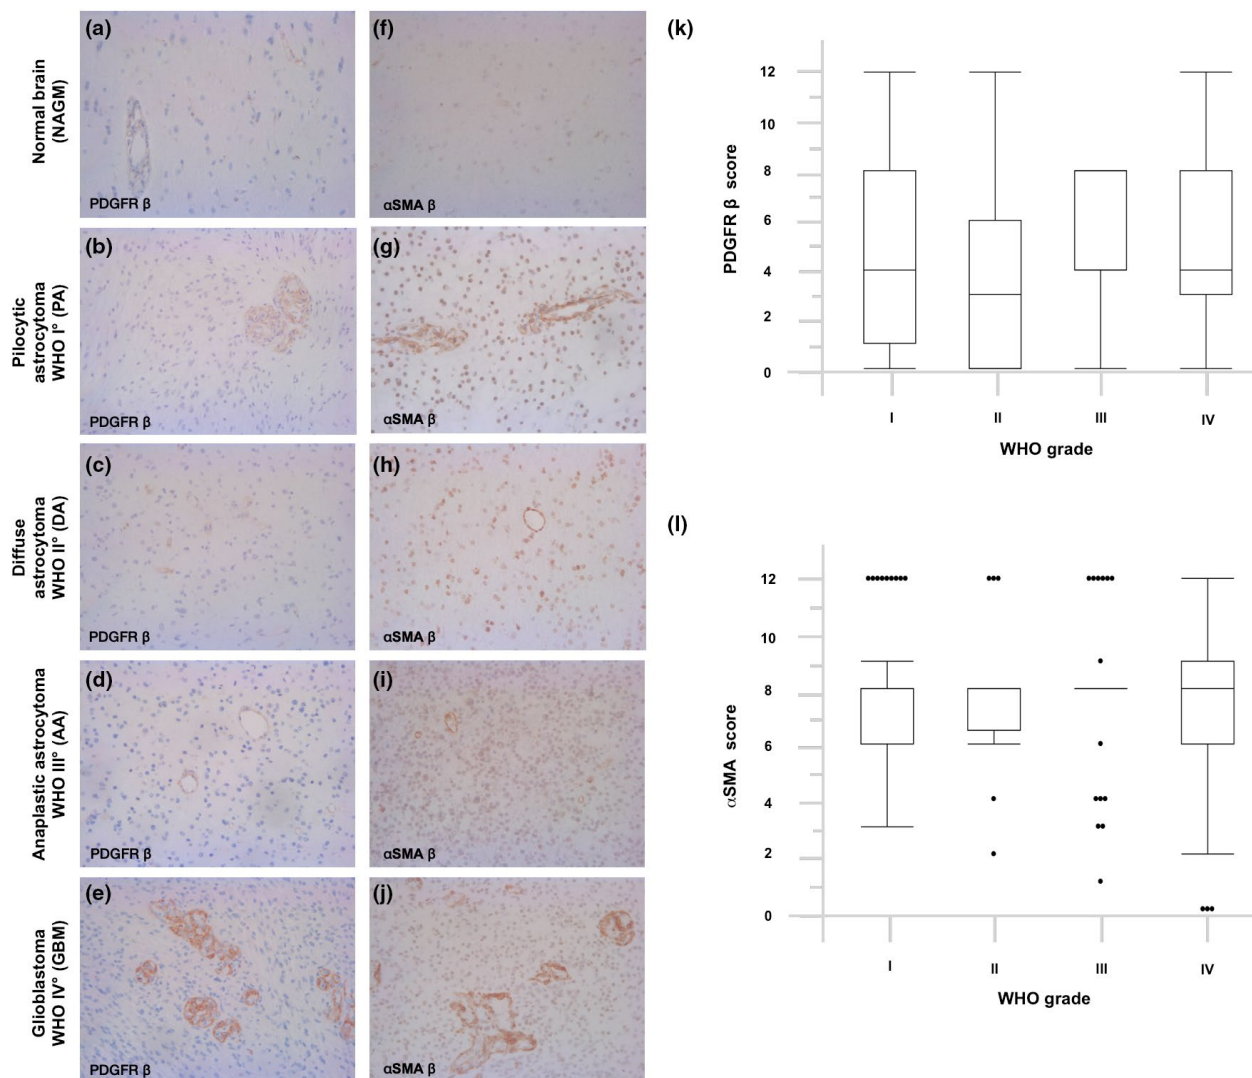 (a)
(f)
Normal brain
(NAGM)
PDGFR β
αSMA β
(b)
(g)
Pilocytic
astrocytoma
WHO I° (PA)
PDGFR β
αSMA β
(c)
(h)
Diffuse
astrocytoma
WHO II° (DA)
PDGFR β
αSMA β
(d)
(i)
Anaplastic astrocytoma
WHO III° (AA)
PDGFR β
αSMA β
(e)
(j)
Glioblastoma
WHO IV° (GBM)
PDGFR β
αSMA β
(k)
PDGFR β score
12
10
8
6
4
2
0
I
II
III
IV
WHO grade
(l)
αSMA score
12
10
8
6
4
2
0
I
II
III
IV
WHO grade